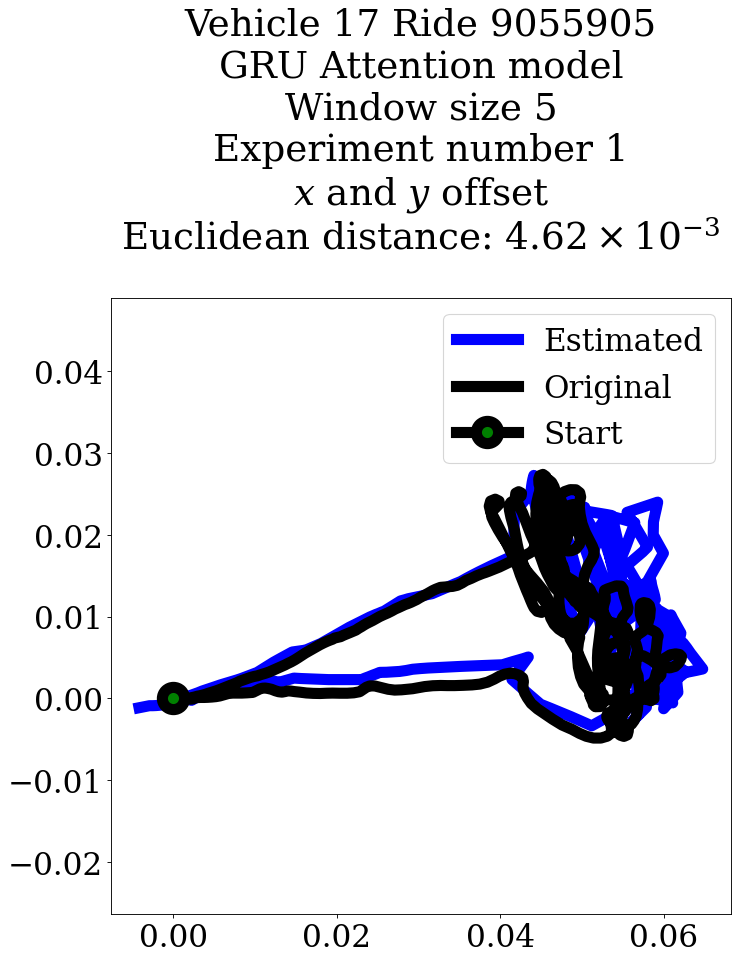 Vehicle 17 Ride 9055905
GRU Attention model
Window size 5
Experiment number 1
x and y offset
Euclidean distance: 4.62 × 10⁻³
Estimated
Original
Start
0.04
0.03
0.02
0.01
0.00
−0.01
−0.02
0.00 0.02 0.04 0.06